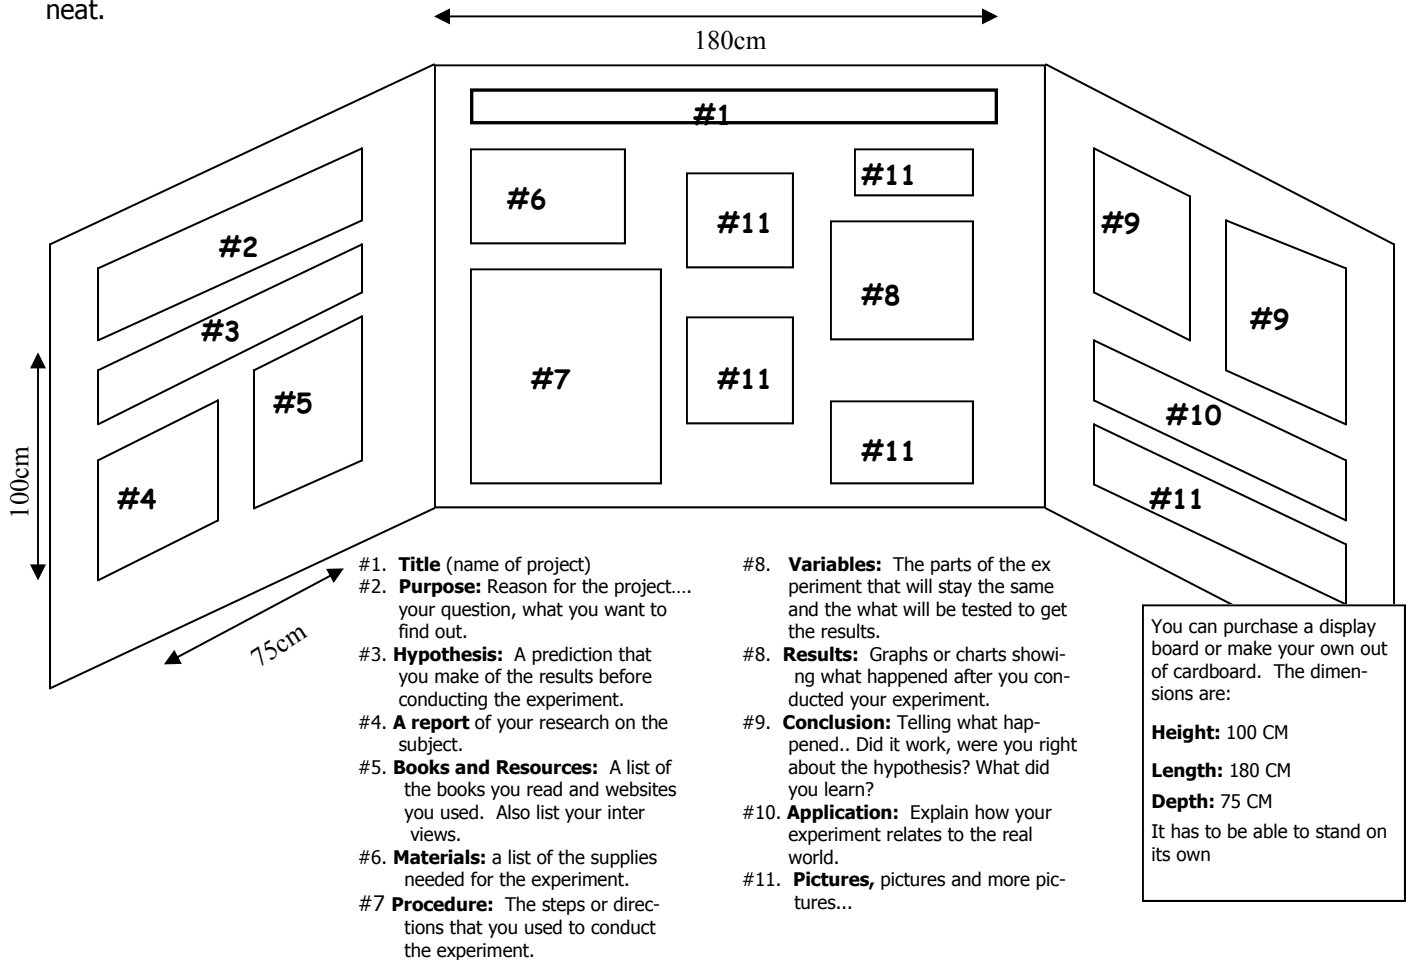 neat.
180cm
#1
#2
#3
#5
#4
100cm
75cm
#6
#11
#11
#7
#11
#8
#11
#9
#9
#10
#11
#1. Title (name of project)
#2. Purpose: Reason for the project....
your question, what you want to
find out.
#3. Hypothesis: A prediction that
you make of the results before
conducting the experiment.
#4. A report of your research on the
subject.
#5. Books and Resources: A list of
the books you read and websites
you used. Also list your inter
views.
#6. Materials: a list of the supplies
needed for the experiment.
#7 Procedure: The steps or direc-
tions that you used to conduct
the experiment.
#8. Variables: The parts of the ex
periment that will stay the same
and the what will be tested to get
the results.
#8. Results: Graphs or charts showi-
ng what happened after you con-
ducted your experiment.
#9. Conclusion: Telling what hap-
pened.. Did it work, were you right
about the hypothesis? What did
you learn?
#10. Application: Explain how your
experiment relates to the real
world.
#11. Pictures, pictures and more pic-
tures...
You can purchase a display
board or make your own out
of cardboard. The dimen-
sions are:
Height: 100 CM
Length: 180 CM
Depth: 75 CM
It has to be able to stand on
its own